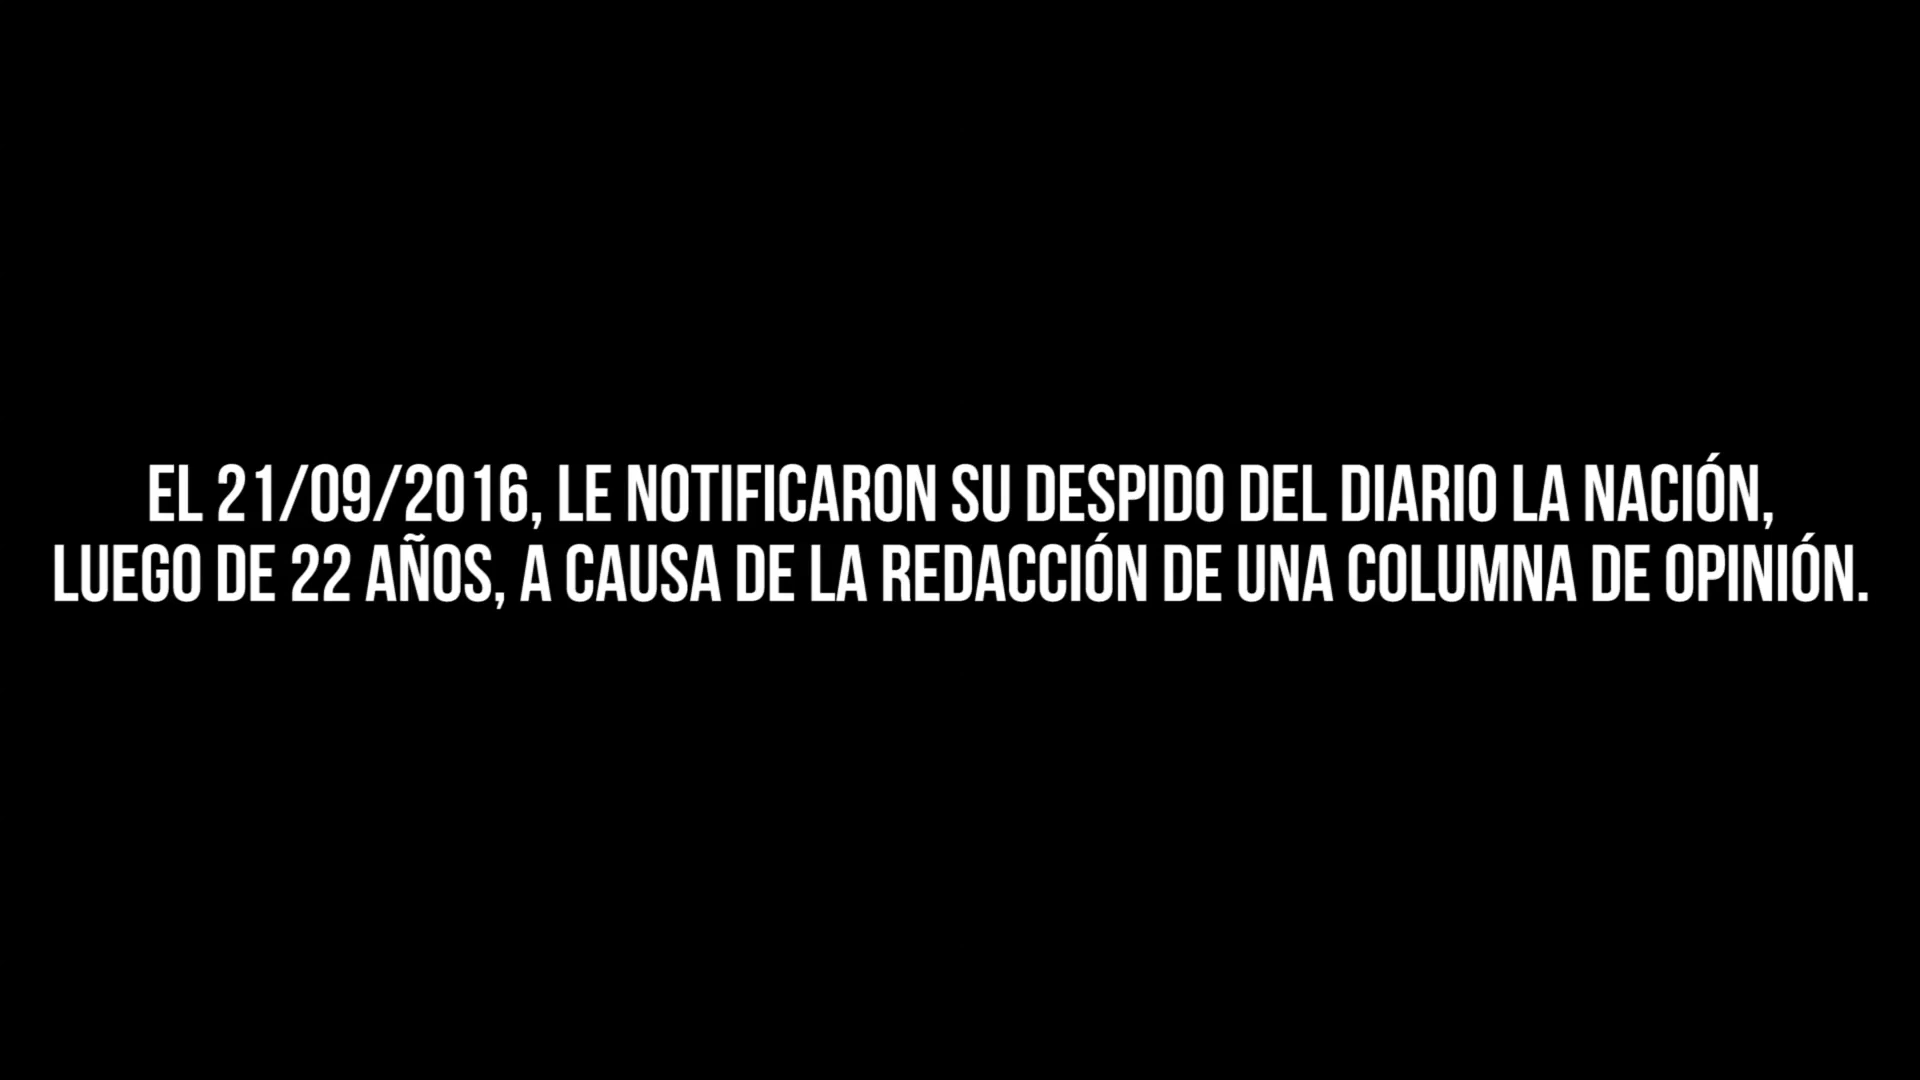 EL 21/09/2016, LE NOTIFICARON SU DESPIDO DEL DIARIO LA NACIÓN,
LUEGO DE 22 AÑOS, A CAUSA DE LA REDACCIÓN DE UNA COLUMNA DE OPINIÓN.